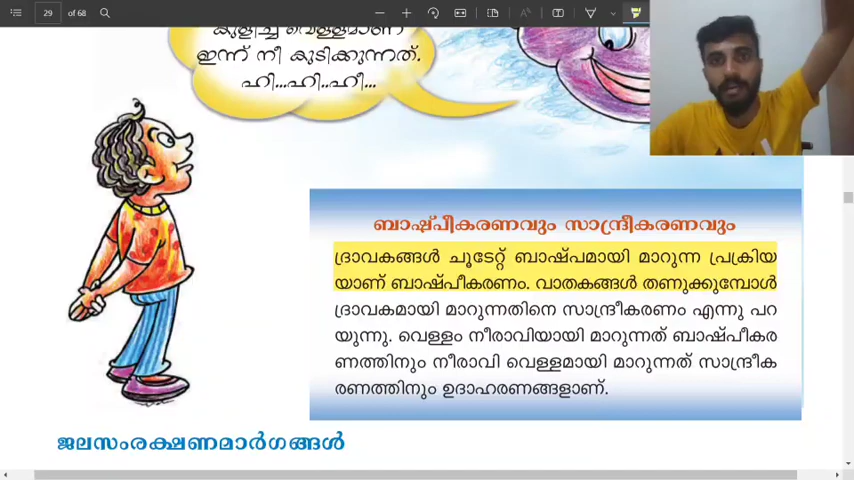 29 of 68
കുളിച്ച വെള്ളമാണ്
ഇന്ന് നീ കുടിക്കുന്നത്.
ഹി...ഹി..ഹീ...
ബാഷ്പീകരണവും സാന്ദ്രീകരണവും
ദ്രാവകങ്ങൾ ചൂടേറ്റ് ബാഷ്പമായി മാറുന്ന പ്രക്രിയ
യാണ് ബാഷ്പീകരണം. വാതകങ്ങൾ തണുക്കുമ്പോൾ
ദ്രാവകമായി മാറുന്നതിനെ സാന്ദ്രീകരണം എന്നു പറ
യുന്നു. വെള്ളം നീരാവിയായി മാറുന്നത് ബാഷ്പീകര
ണത്തിനും നീരാവി വെള്ളമായി മാറുന്നത് സാന്ദ്രീക
രണത്തിനും ഉദാഹരണങ്ങളാണ്.
ജലസംരക്ഷണമാർഗങ്ങൾ